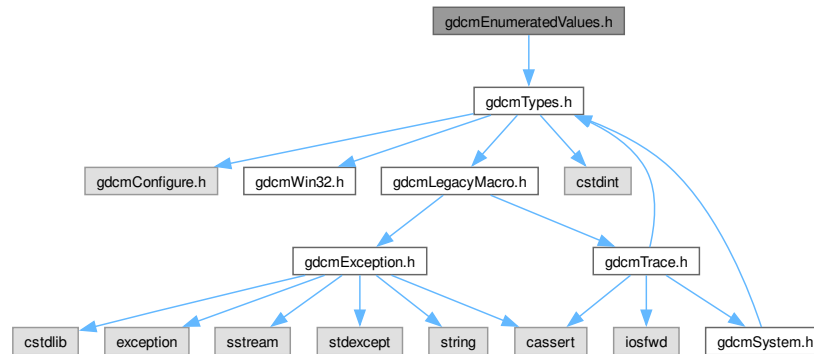 gdcmEnumeratedValues.h
gdcmTypes.h
gdcmConfigure.h
gdcmWin32.h
gdcmLegacyMacro.h
cstdint
gdcmException.h
gdcmTrace.h
cstdlib
exception
sstream
stdexcept
string
cassert
iosfwd
gdcmSystem.h